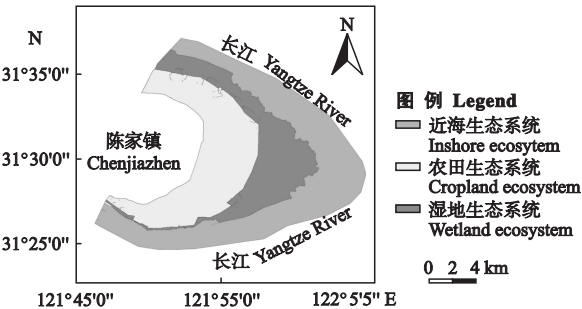 N
31°35'0"
31°30'0"
31°25'0"
121°45'0"
121°55'0"
122°5'5" E
长江 Yangtze River
N
陈家镇
Chenjiazhen
长江 Yangtze River
图 例 Legend
近海生态系统
Inshore ecosytem
农田生态系统
Cropland ecosystem
湿地生态系统
Wetland ecosystem
0 2 4 km